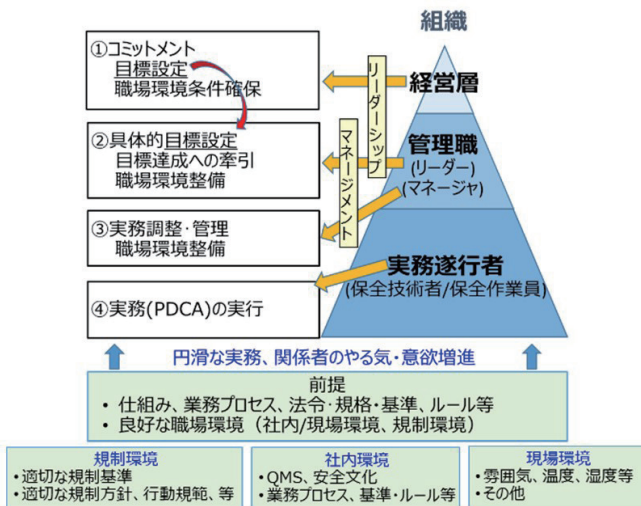 組織
①コミットメント
目標設定
職場環境条件確保
②具体的目標設定
目標達成への牽引
職場環境整備
③実務調整・管理
職場環境整備
④実務(PDCA)の実行
リーダーシップ
マネージメント
経営層
管理職
(リーダー)
(マネージャ)
実務遂行者
(保全技術者/保全作業員)
円滑な実務、関係者のやる気・意欲増進
前提
• 仕組み、業務プロセス、法令・規格・基準、ルール等
• 良好な職場環境（社内/現場環境、規制環境）
規制環境
•適切な規制基準
•適切な規制方針、行動規範、等
社内環境
•QMS、安全文化
•業務プロセス、基準・ルール等
現場環境
•雰囲気、温度、湿度等
•その他